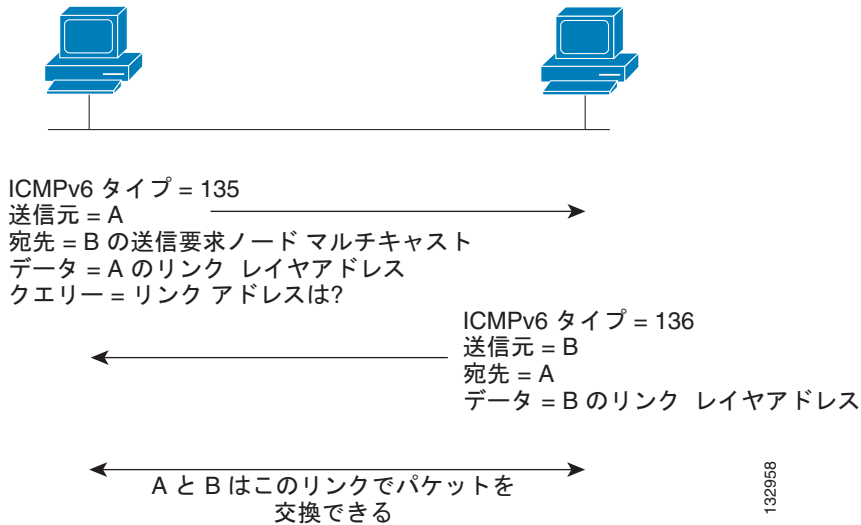 ICMPv6 タイプ = 135
送信元 = A
宛先 = B の送信要求ノード マルチキャスト
データ = A のリンク レイヤアドレス
クエリー = リンク アドレスは?
ICMPv6 タイプ = 136
送信元 = B
宛先 = A
データ = B のリンク レイヤアドレス
A と B はこのリンクでパケットを
交換できる
132958